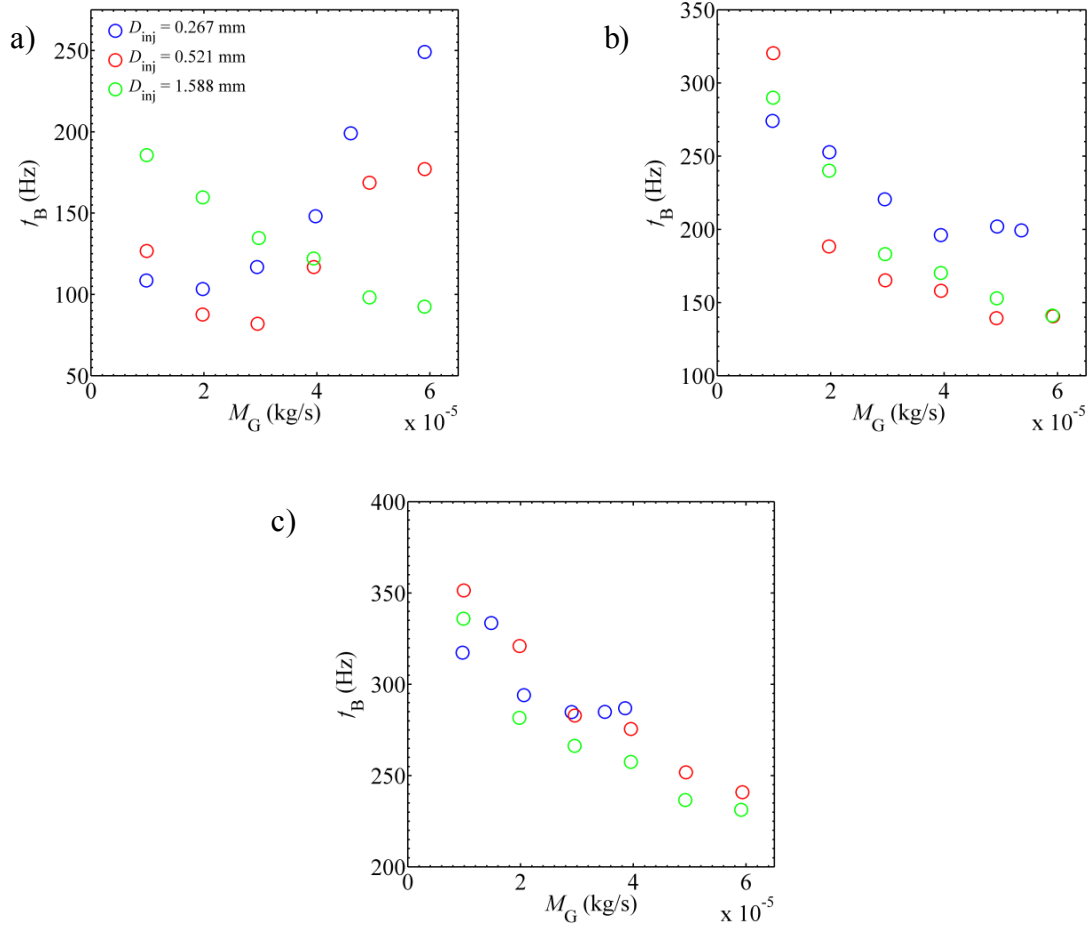 a)
D_inj = 0.267 mm
D_inj = 0.521 mm
D_inj = 1.588 mm
250
200
150
100
50
f_B (Hz)
0 2 4 6
M_G (kg/s)
x 10^-5
b)
350
300
250
200
150
100
f_B (Hz)
0 2 4 6
M_G (kg/s)
x 10^-5
c)
400
350
300
250
200
f_B (Hz)
0 2 4 6
M_G (kg/s)
x 10^-5